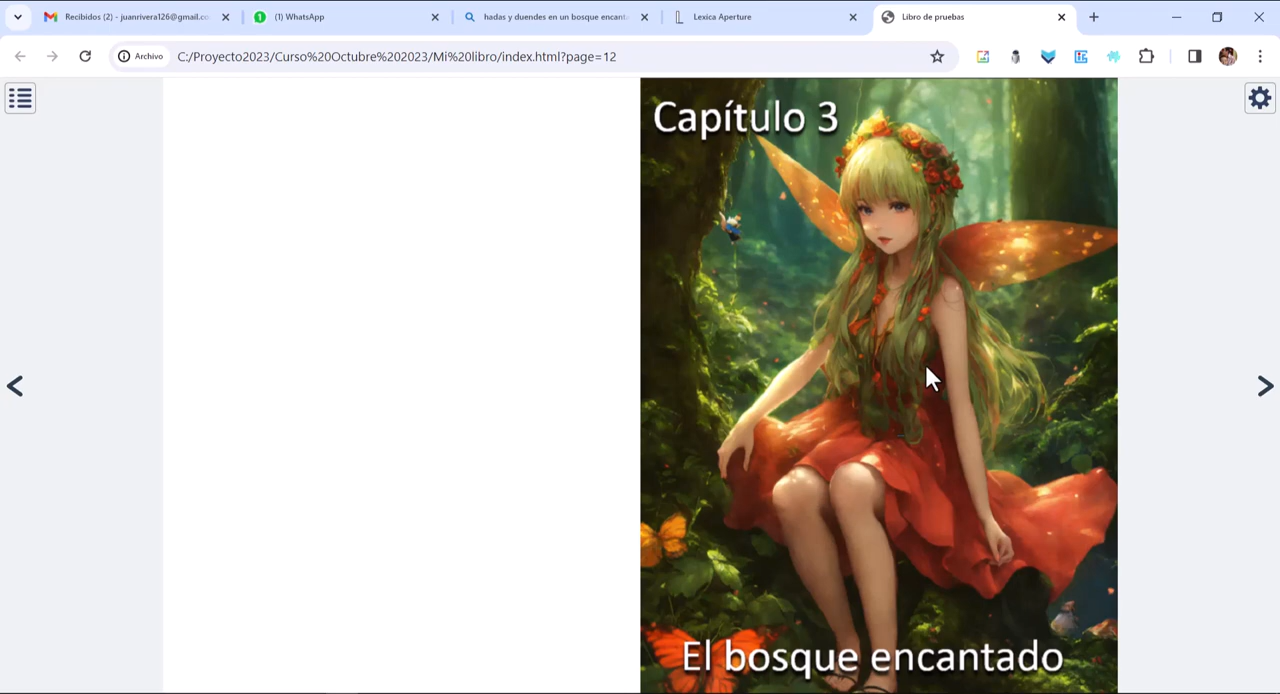 Recibidos (2) - juanrivera126@gmail.co
(1) WhatsApp
hadas y duendes en un bosque encant
Lexica Aperture
Libro de pruebas
Archivo
C:/Proyecto2023/Curso%20Octubre%202023/Mi%20libro/index.html?page=12
Capítulo 3
El bosque encantado